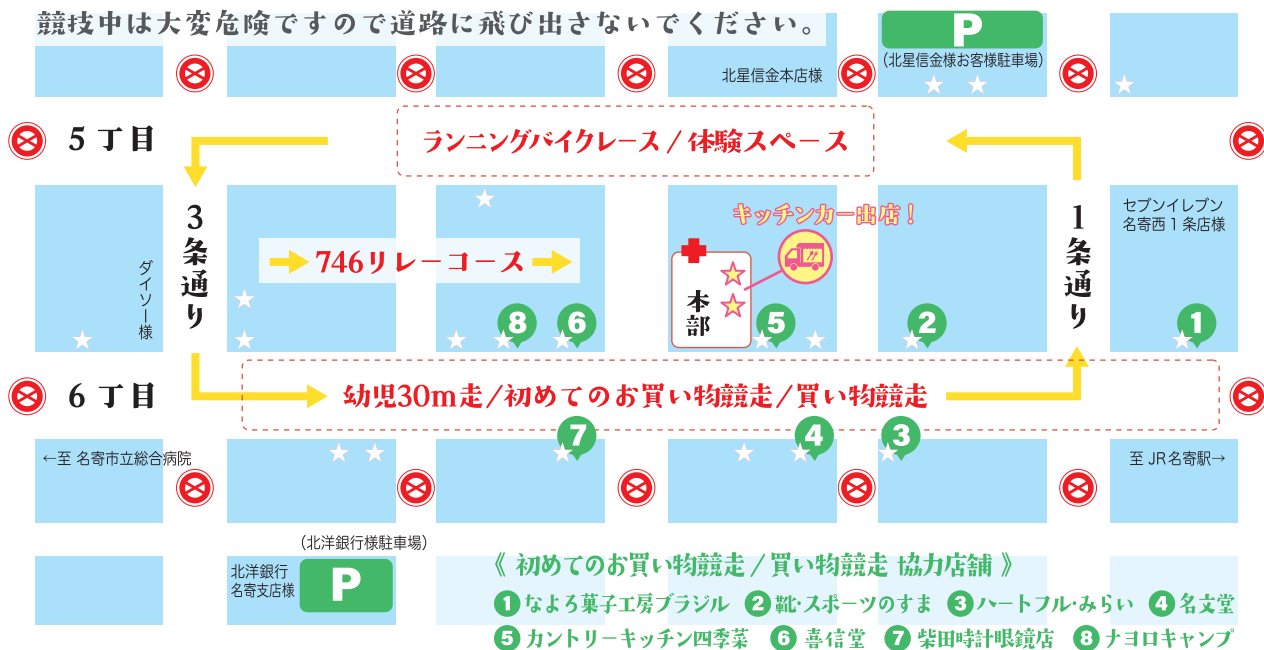 競技中は大変危険ですので道路に飛び出さないでください。
P
(北星信金様お客様駐車場)
北星信金本店様
5丁目
ランニングバイクレース/体験スペース
3条通り
1条通り
セブンイレブン
名寄西1条店様
キッチンカー出店!
746リレーコース
ダイソー様
本部
8
6
5
2
1
6丁目
幼児30m走/初めてのお買い物競走/買い物競走
7
4
3
←至 名寄市立総合病院
至 JR名寄駅→
(北洋銀行様駐車場)
北洋銀行
名寄支店様
P
《 初めてのお買い物競走/買い物競走 協力店舗 》
1 なよろ菓子工房ブラジル 2 靴・スポーツのすま 3 ハートフル・みらい 4 名文堂
5 カントリーキッチン四季菜 6 喜信堂 7 柴田時計眼鏡店 8 ナヨロキャンプ